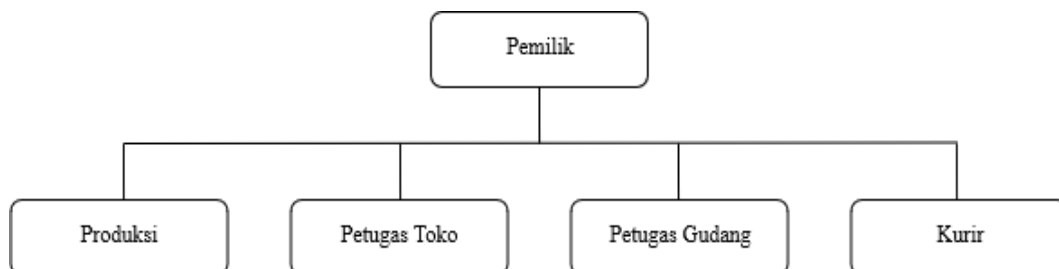 Pemilik
Produksi
Petugas Toko
Petugas Gudang
Kurir